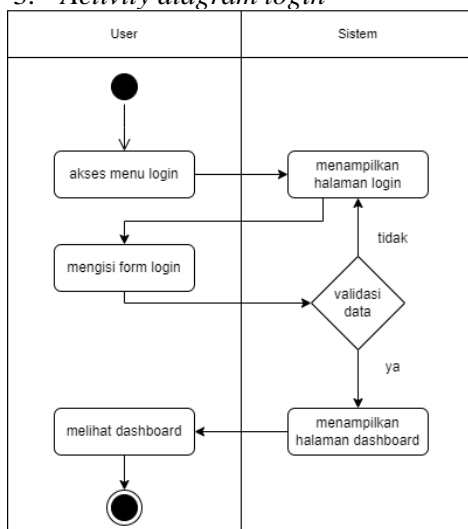 3. Activity diagram login
User
Sistem
akses menu login
menampilkan
halaman login
mengisi form login
tidak
validasi
data
ya
melihat dashboard
menampilkan
halaman dashboard